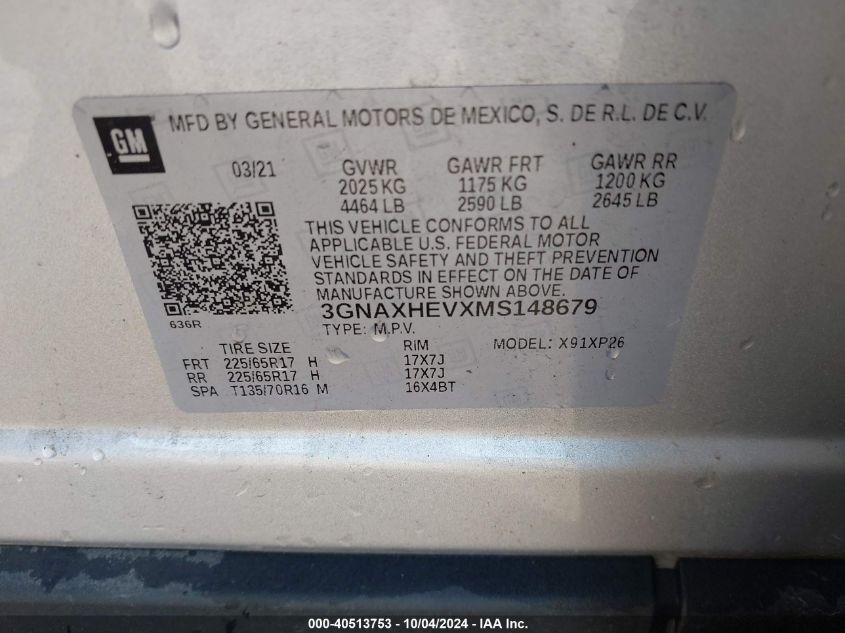 GM
MFD BY GENERAL MOTORS DE MEXICO, S. DE R.L. DE C.V.
03/21 GVWR GAWR FRT GAWR RR
2025 KG 1175 KG 1200 KG
4464 LB 2590 LB 2645 LB
THIS VEHICLE CONFORMS TO ALL
APPLICABLE U.S. FEDERAL MOTOR
VEHICLE SAFETY AND THEFT PREVENTION
STANDARDS IN EFFECT ON THE DATE OF
MANUFACTURE SHOWN ABOVE.
636R
3GNAXHEVXMS148679
TYPE: M.P.V.
TIRE SIZE RIM MODEL: X91XP26
FRT 225/65R17 H 17X7J
RR 225/65R17 H 17X7J
SPA T135/70R16 M 16X4BT
000-40513753 - 10/04/2024 - IAA Inc.